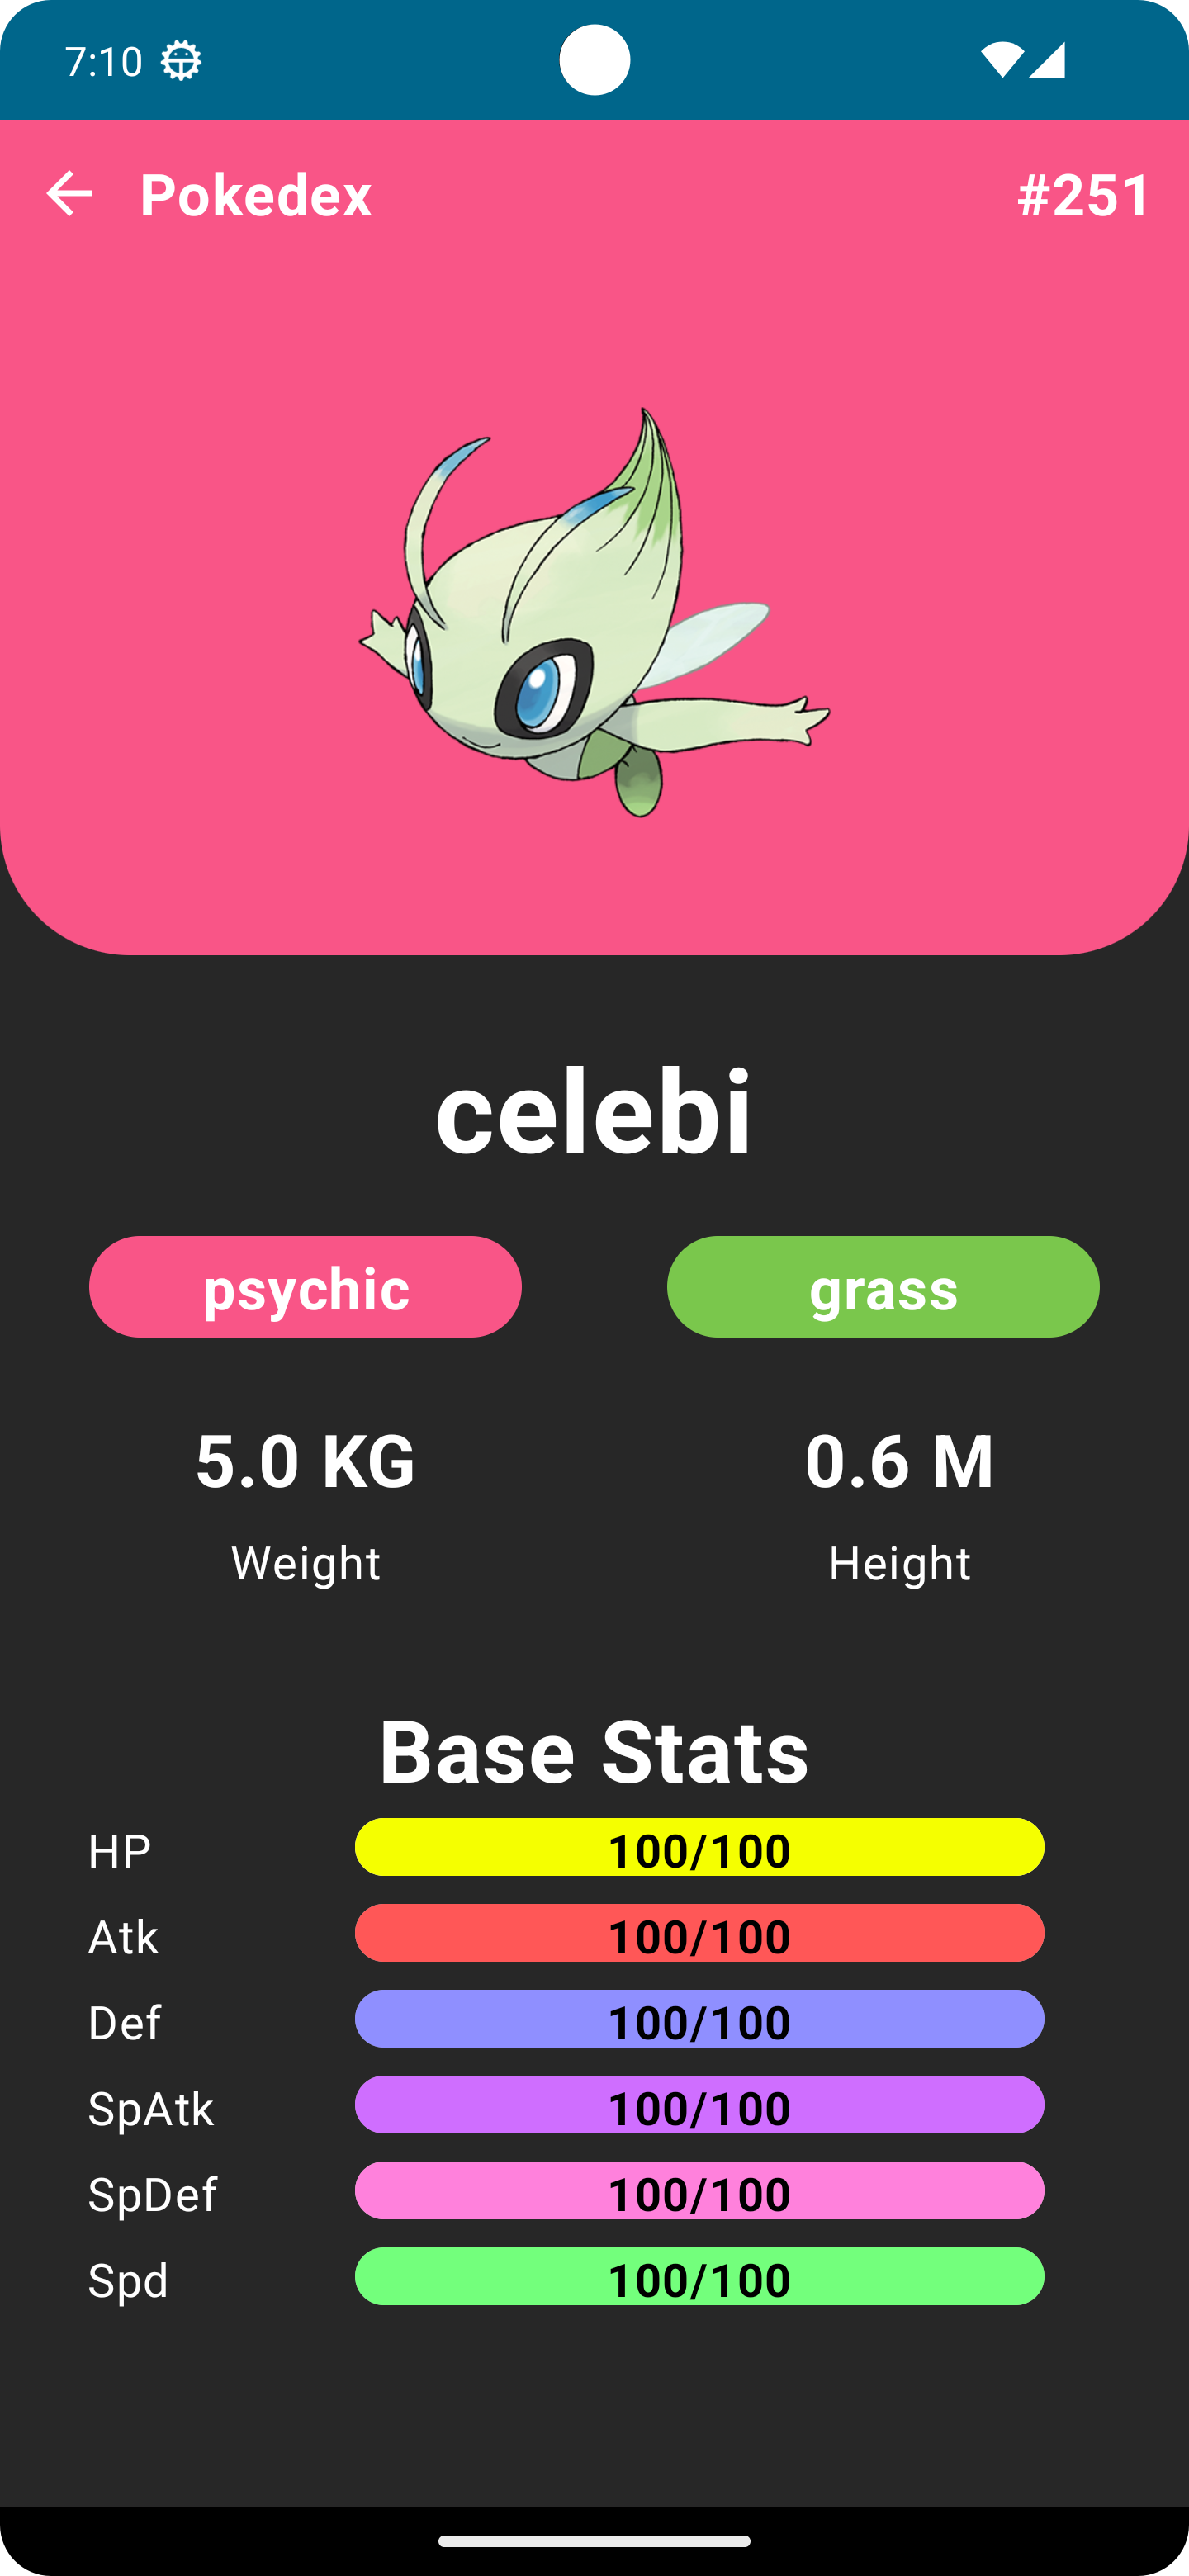 7:10
Pokedex #251
celebi
psychic grass
5.0 KG 0.6 M
Weight Height
Base Stats
HP 100/100
Atk 100/100
Def 100/100
SpAtk 100/100
SpDef 100/100
Spd 100/100